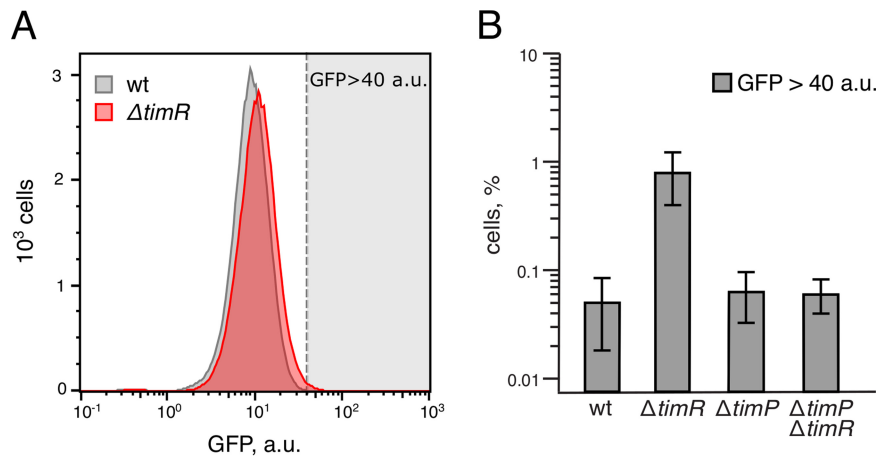 A
B
GFP>40 a.u.
wt
ΔtimR
3
2
1
0
10³ cells
10⁻¹ 10⁰ 10¹ 10² 10³
GFP, a.u.
GFP > 40 a.u.
10
1
0.1
0.01
cells, %
wt ΔtimR ΔtimP ΔtimP
ΔtimR